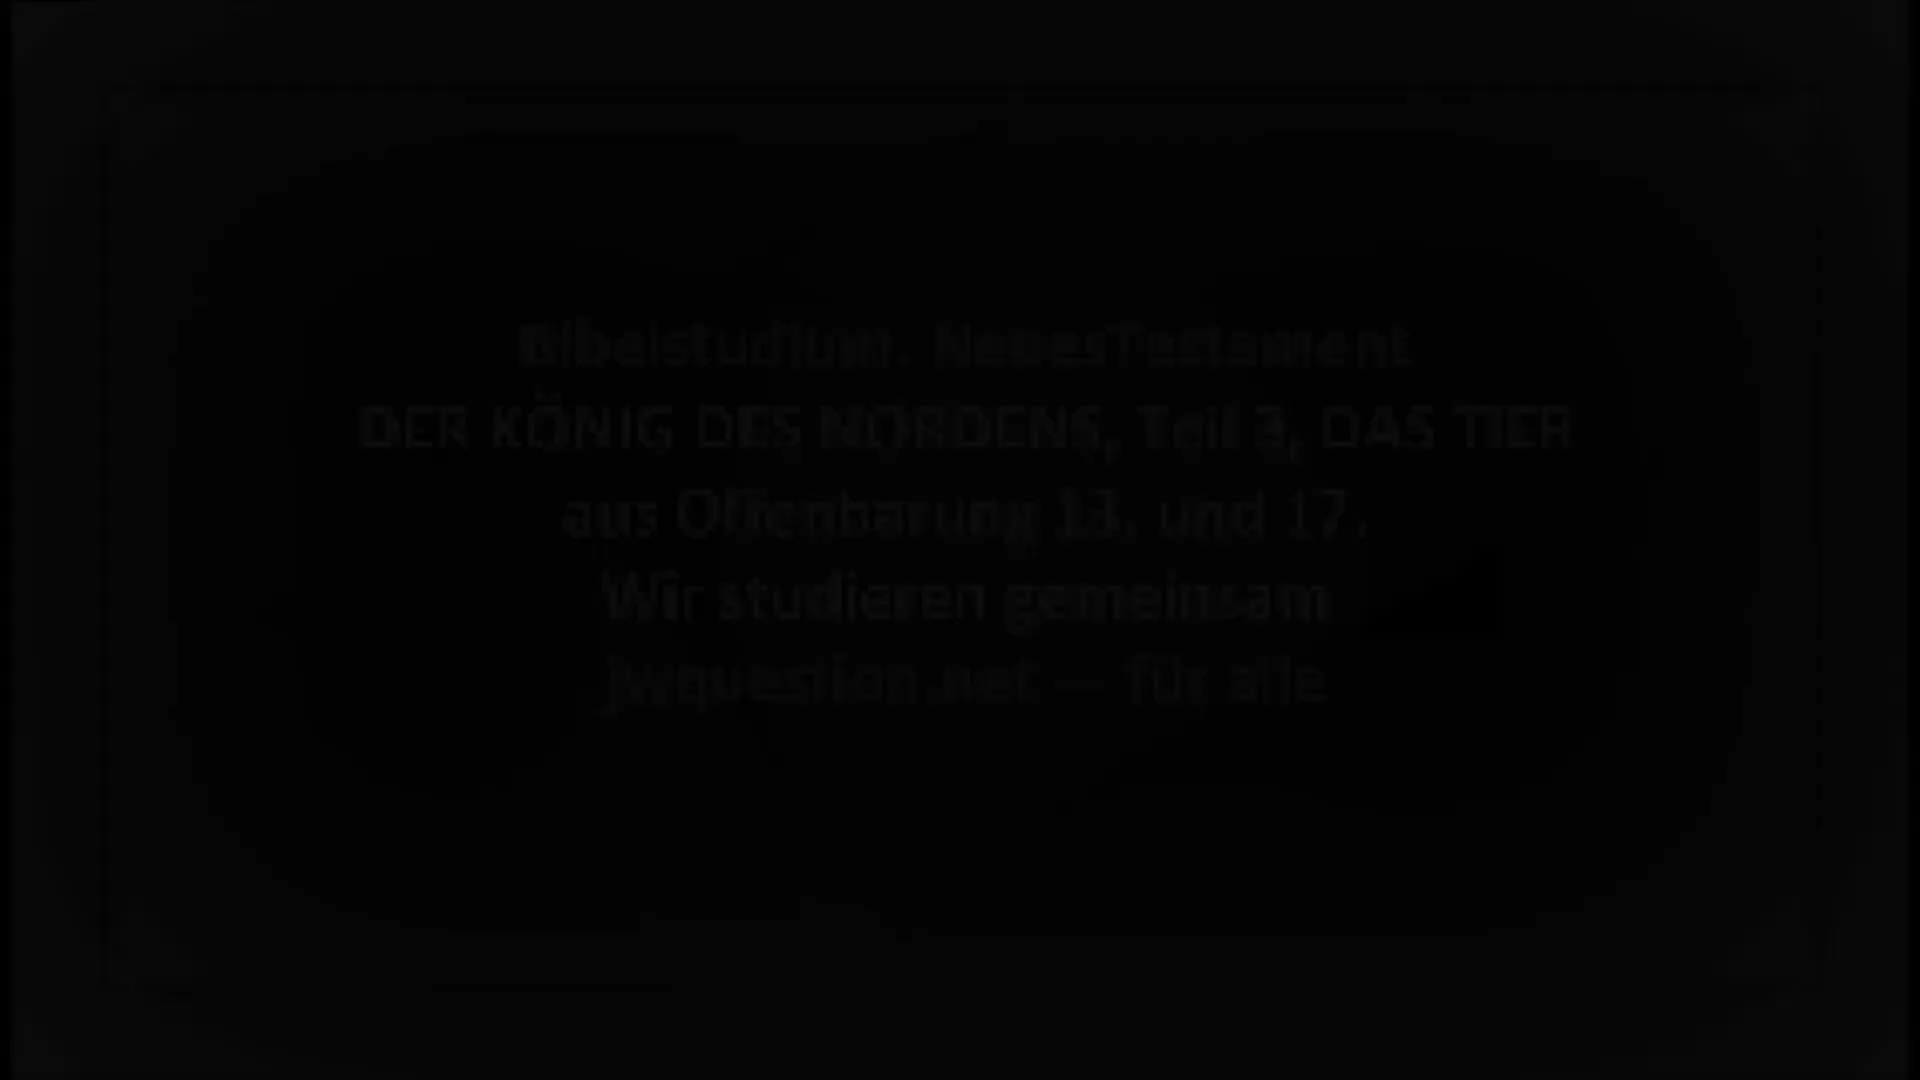 Bibelstudium. NeuesTestament
DER KÖNIG DES NORDENS, Teil 3, DAS TIER
aus Offenbarung 13. und 17.
Wir studieren gemeinsam
jwquestion.net — für alle